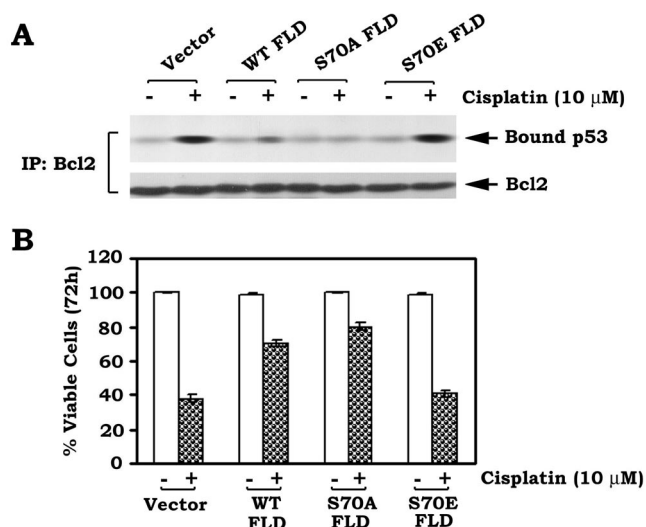 A
Vector WT FLD S70A FLD S70E FLD
- + - + - + - + Cisplatin (10 µM)
IP: Bcl2
Bound p53
Bcl2
B
% Viable Cells (72h)
120
100
80
60
40
20
0
- + - + - + - + Cisplatin (10 µM)
Vector WT S70A S70E
FLD FLD FLD